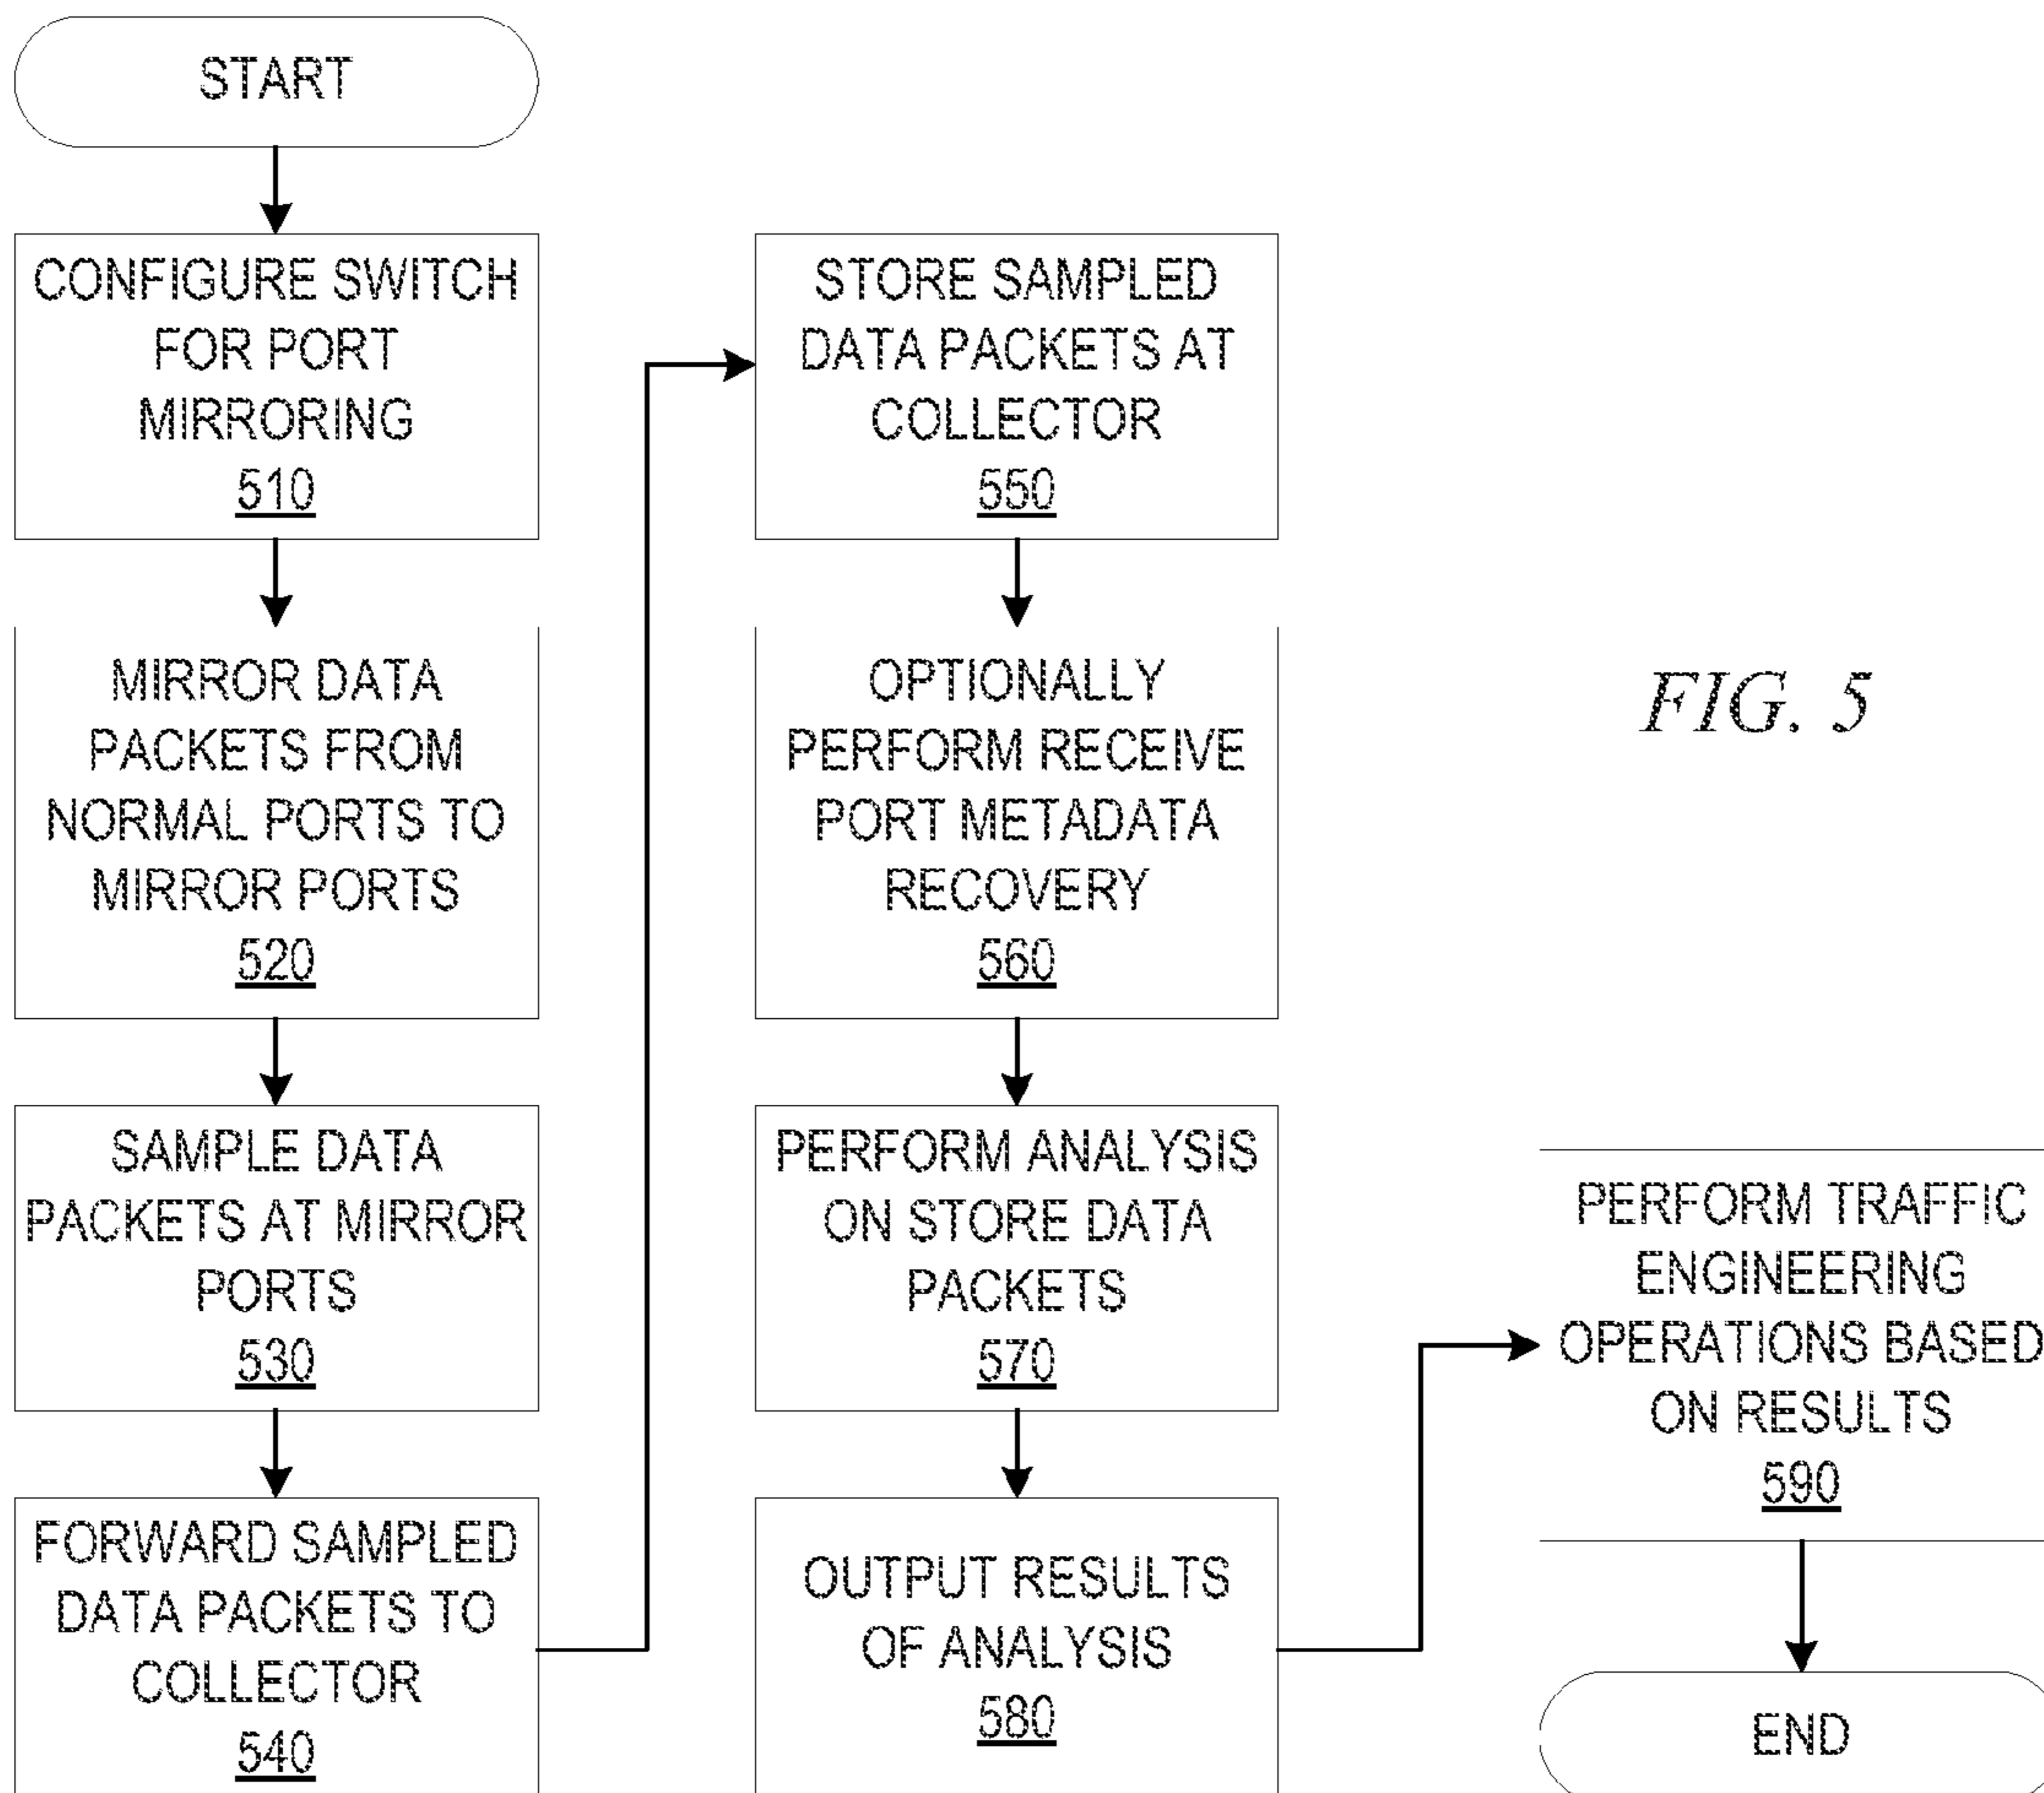 START
CONFIGURE SWITCH
FOR PORT
MIRRORING
510
MIRROR DATA
PACKETS FROM
NORMAL PORTS TO
MIRROR PORTS
520
SAMPLE DATA
PACKETS AT MIRROR
PORTS
530
FORWARD SAMPLED
DATA PACKETS TO
COLLECTOR
540
STORE SAMPLED
DATA PACKETS AT
COLLECTOR
550
OPTIONALLY
PERFORM RECEIVE
PORT METADATA
RECOVERY
560
PERFORM ANALYSIS
ON STORE DATA
PACKETS
570
OUTPUT RESULTS
OF ANALYSIS
580
FIG. 5
PERFORM TRAFFIC
ENGINEERING
OPERATIONS BASED
ON RESULTS
590
END